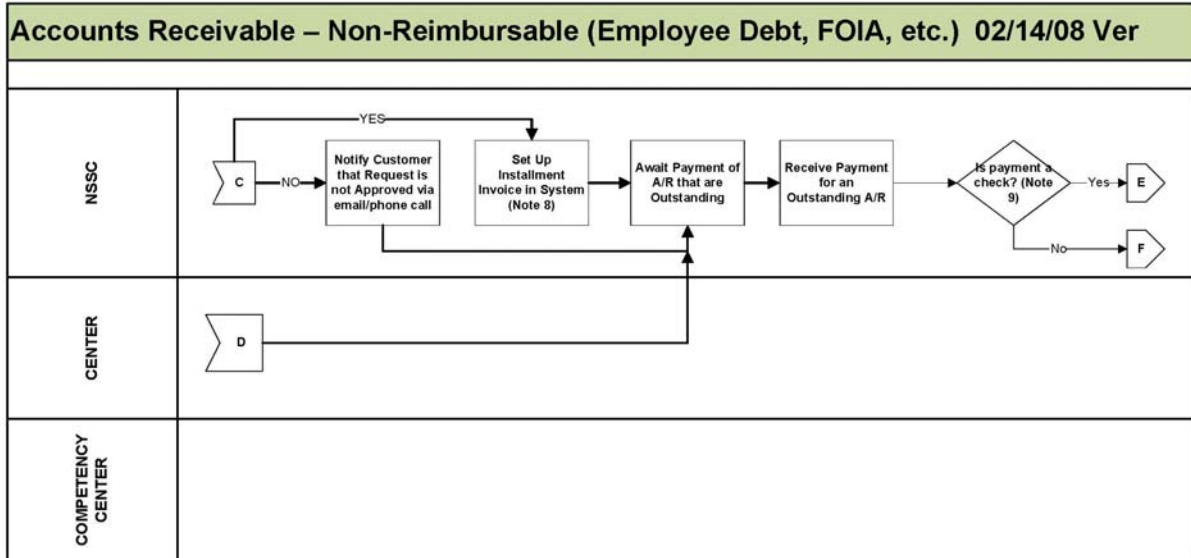 Accounts Receivable – Non-Reimbursable (Employee Debt, FOIA, etc.) 02/14/08 Ver
NSSC
C
YES
NO
Notify Customer
that Request is
not Approved via
email/phone call
Set Up
Installment
Invoice in System
(Note 8)
Await Payment of
A/R that are
Outstanding
Receive Payment
for an
Outstanding A/R
Is payment a
check? (Note
9)
Yes
E
No
F
CENTER
D
COMPETENCY
CENTER